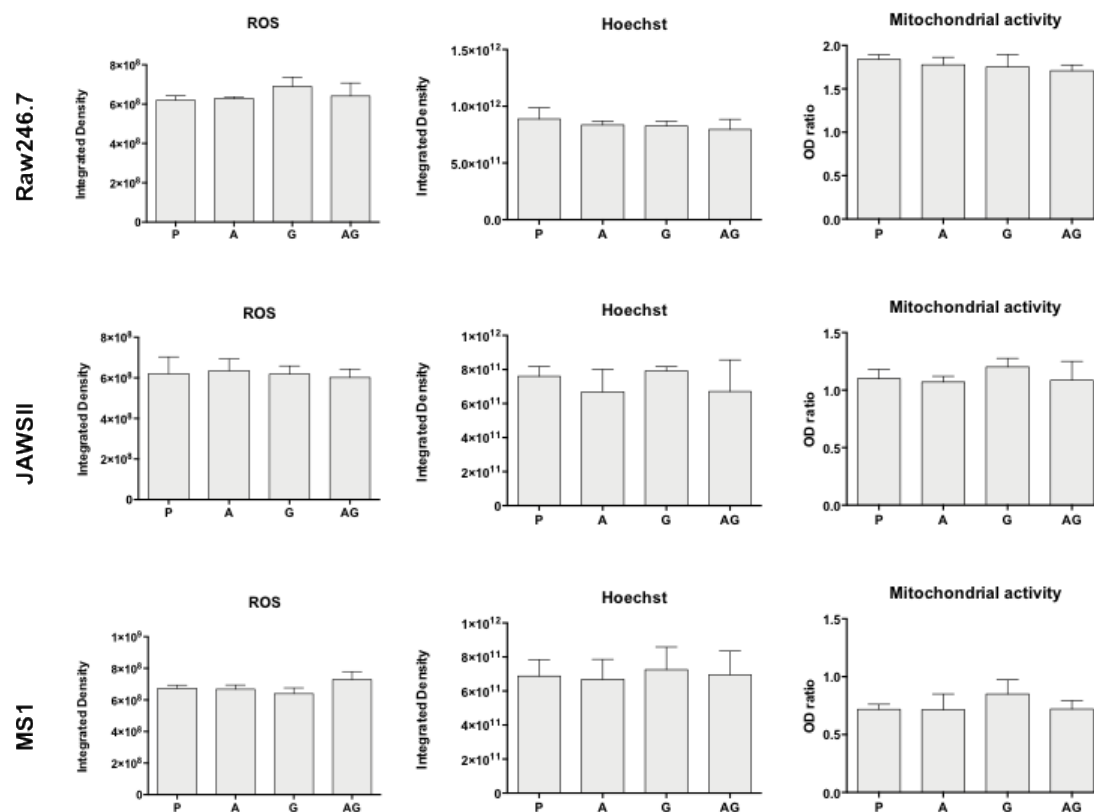 Raw246.7
ROS
Integrated Density
8×10⁸
6×10⁸
4×10⁸
2×10⁸
0
P A G AG
Hoechst
Integrated Density
1.5×10¹²
1.0×10¹²
5.0×10¹¹
0.0
P A G AG
Mitochondrial activity
OD ratio
2.0
1.5
1.0
0.5
0.0
P A G AG
JAWSII
ROS
Integrated Density
8×10⁸
6×10⁸
4×10⁸
2×10⁸
0
P A G AG
Hoechst
Integrated Density
1×10¹²
8×10¹¹
6×10¹¹
4×10¹¹
2×10¹¹
0
P A G AG
Mitochondrial activity
OD ratio
1.5
1.0
0.5
0.0
P A G AG
MS1
ROS
Integrated Density
1×10⁹
8×10⁸
6×10⁸
4×10⁸
2×10⁸
0
P A G AG
Hoechst
Integrated Density
1×10¹²
8×10¹¹
6×10¹¹
4×10¹¹
2×10¹¹
0
P A G AG
Mitochondrial activity
OD ratio
1.5
1.0
0.5
0.0
P A G AG